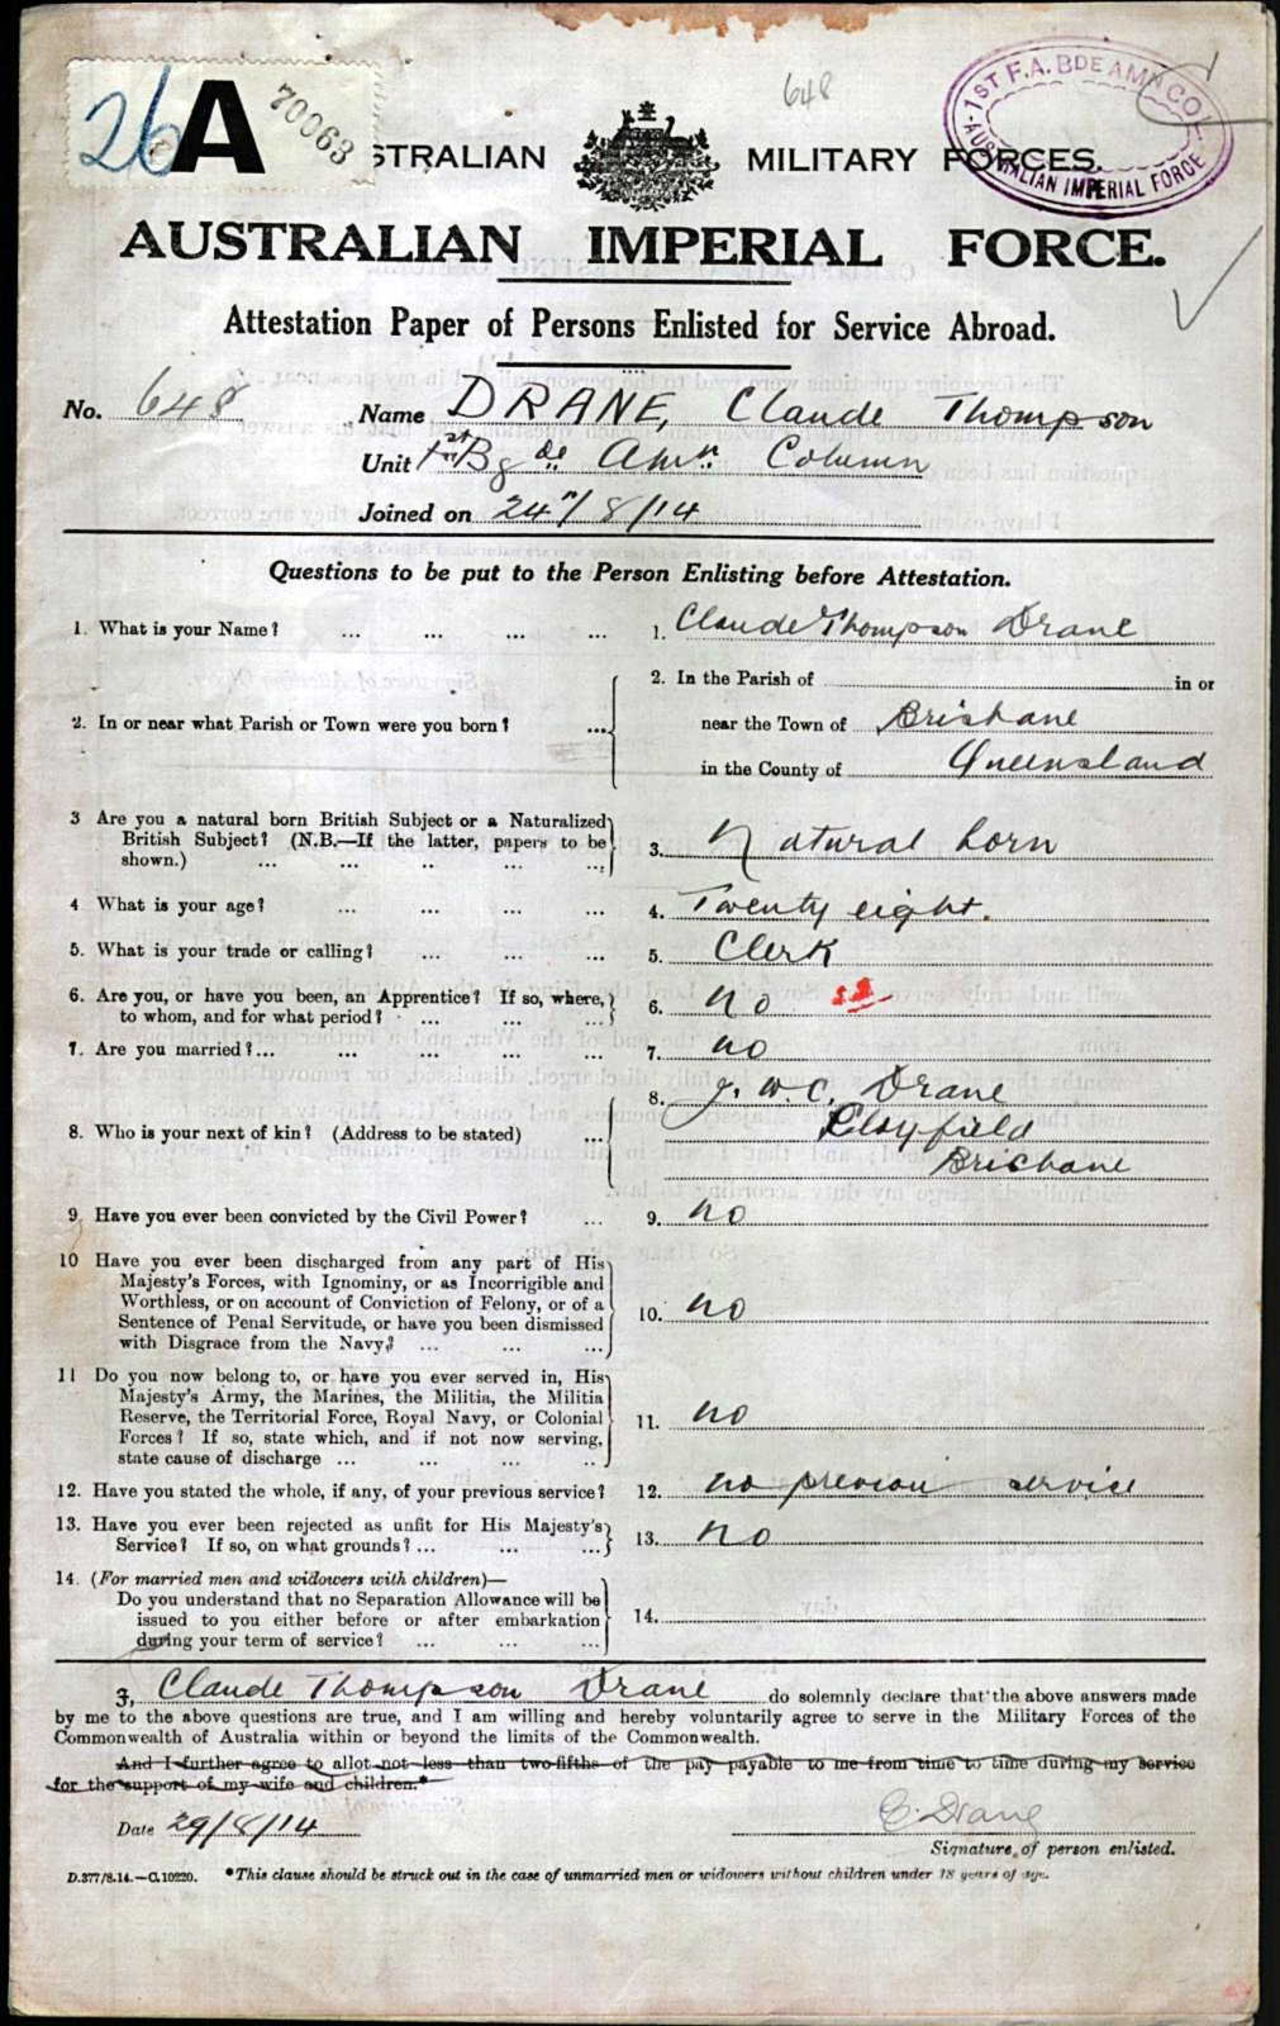 26 A 70063
648
1ST F.A. BDE AMN COL.
AUSTRALIAN IMPERIAL FORCE
STRALIAN MILITARY FORCES.
AUSTRALIAN IMPERIAL FORCE.
Attestation Paper of Persons Enlisted for Service Abroad.
No. 648 Name DRANE, Claude Thompson
Unit 1st Bgde Amn Column
Joined on 24/8/14
Questions to be put to the Person Enlisting before Attestation.
1. What is your Name? ... ... ... ... 1. Claude Thompson Drane
2. In the Parish of in or
2. In or near what Parish or Town were you born? ... near the Town of Brisbane
in the County of Queensland
3 Are you a natural born British Subject or a Naturalized
British Subject? (N.B.—If the latter, papers to be 3. Natural born
shown.) ... ... .. ... ...
4 What is your age? ... ... ... ... 4. Twenty eight.
5. What is your trade or calling? ... ... ... 5. Clerk
6. Are you, or have you been, an Apprentice? If so, where, 6. No
to whom, and for what period? ... ... ...
7. Are you married?... ... ... ... ... 7. no
8. J. W. C. Drane
8. Who is your next of kin? (Address to be stated) ... Clayfield
Brisbane
9. Have you ever been convicted by the Civil Power? ... 9. no
10 Have you ever been discharged from any part of His
Majesty's Forces, with Ignominy, or as Incorrigible and
Worthless, or on account of Conviction of Felony, or of a 10. no
Sentence of Penal Servitude, or have you been dismissed
with Disgrace from the Navy? ... ... ...
11 Do you now belong to, or have you ever served in, His
Majesty's Army, the Marines, the Militia, the Militia
Reserve, the Territorial Force, Royal Navy, or Colonial 11. no
Forces? If so, state which, and if not now serving,
state cause of discharge ... ... ... ..
12. Have you stated the whole, if any, of your previous service? 12. no previous service
13. Have you ever been rejected as unfit for His Majesty's 13. no
Service? If so, on what grounds? ... ... ...
14. (For married men and widowers with children)—
Do you understand that no Separation Allowance will be
issued to you either before or after embarkation 14.
during your term of service? ... ... ...
I, Claude Thompson Drane do solemnly declare that the above answers made
by me to the above questions are true, and I am willing and hereby voluntarily agree to serve in the Military Forces of the
Commonwealth of Australia within or beyond the limits of the Commonwealth.
And I further agree to allot not less than two-fifths of the pay payable to me from time to time during my service
for the support of my wife and children.*
Date 29/8/14 C. Drane
Signature of person enlisted.
D.377/8.14.—C.10220. *This clause should be struck out in the case of unmarried men or widowers without children under 18 years of age.